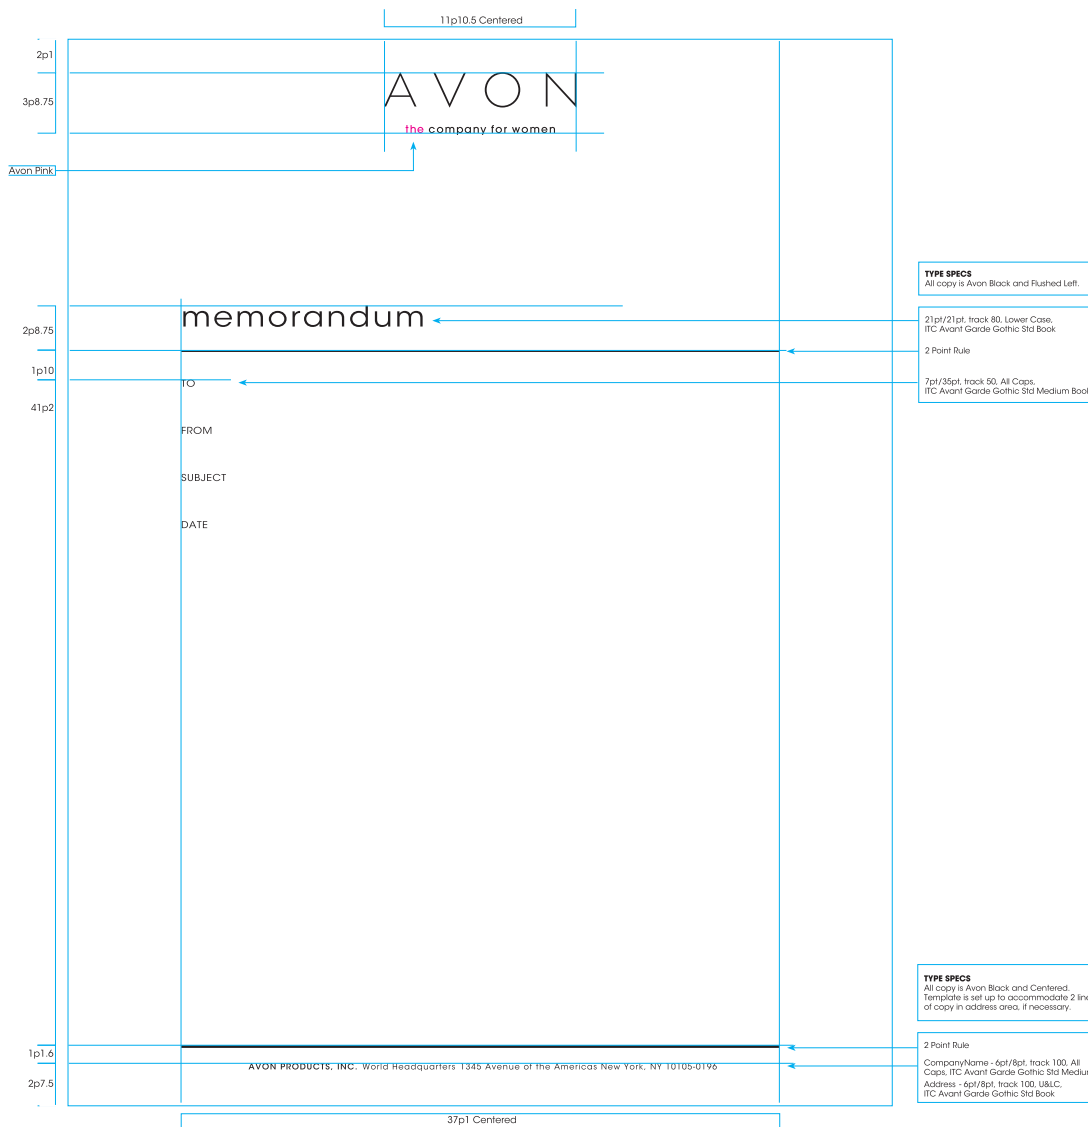 11p10.5 Centered
2p1
AVON
3p8.75
the company for women
Avon Pink
TYPE SPECS
All copy is Avon Black and Flushed Left.
memorandum
2p8.75
21pt/21pt, track 80, Lower Case,
ITC Avant Garde Gothic Std Book
2 Point Rule
1p10
TO
7pt/35pt, track 50, All Caps,
ITC Avant Garde Gothic Std Medium Book
41p2
FROM
SUBJECT
DATE
TYPE SPECS
All copy is Avon Black and Centered.
Template is set up to accommodate 2 line
of copy in address area, if necessary.
2 Point Rule
1p1.6
AVON PRODUCTS, INC. World Headquarters 1345 Avenue of the Americas New York, NY 10105-0196
CompanyName - 6pt/8pt, track 100, All
Caps, ITC Avant Garde Gothic Std Medium
Address - 6pt/8pt, track 100, U&LC,
ITC Avant Garde Gothic Std Book
2p7.5
37p1 Centered